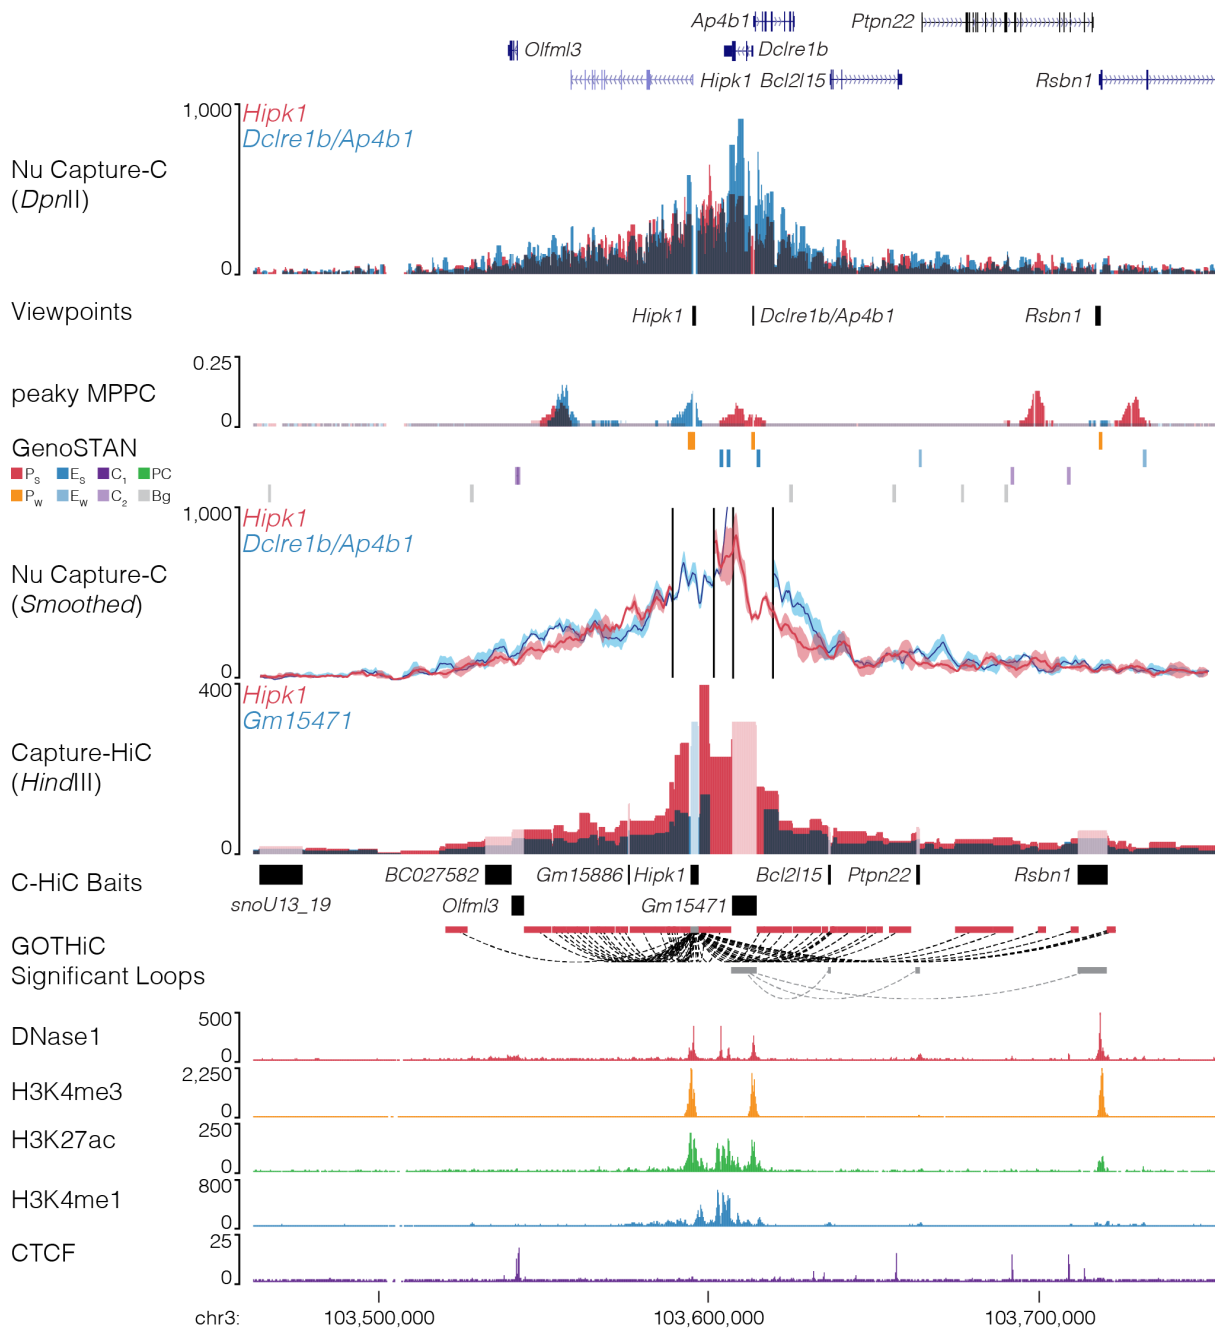 Ap4b1 Ptpn22
Olfml3 Dclre1b
Hipk1 Bcl2l15 Rsbn1
1,000
Hipk1
Dclre1b/Ap4b1
Nu Capture-C
(DpnII)
0
Viewpoints Hipk1 Dclre1b/Ap4b1 Rsbn1
0.25
peaky MPPC
0
GenoSTAN
PS ES C1 PC
PW EW C2 Bg
1,000
Hipk1
Dclre1b/Ap4b1
Nu Capture-C
(Smoothed)
0
400
Hipk1
Gm15471
Capture-HiC
(HindIII)
0
C-HiC Baits BC027582 Gm15886 Hipk1 Bcl2l15 Ptpn22 Rsbn1
snoU13_19 Olfml3 Gm15471
GOTHiC
Significant Loops
500
DNase1
0
2,250
H3K4me3
0
250
H3K27ac
0
800
H3K4me1
0
25
CTCF
0
chr3: 103,500,000 103,600,000 103,700,000